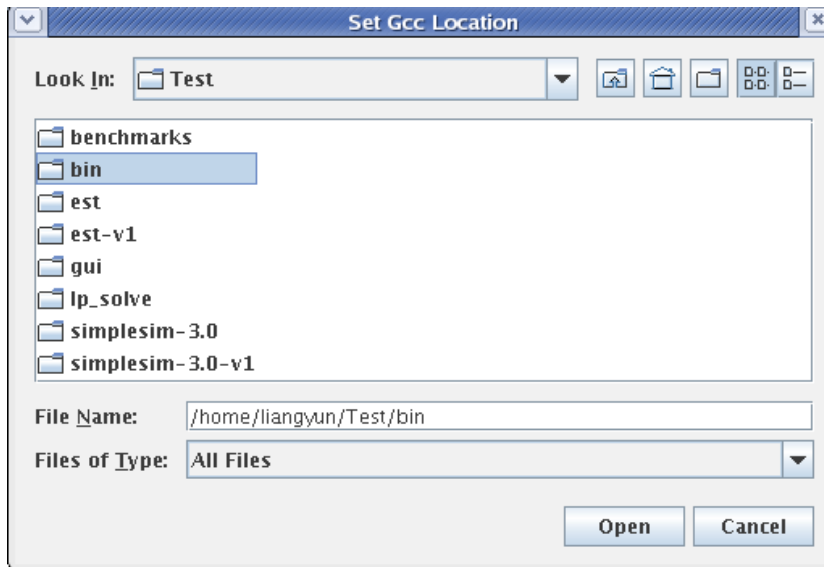 Set Gcc Location
Look In: Test
benchmarks
bin
est
est-v1
gui
lp_solve
simplesim-3.0
simplesim-3.0-v1
File Name: /home/liangyun/Test/bin
Files of Type: All Files
Open Cancel